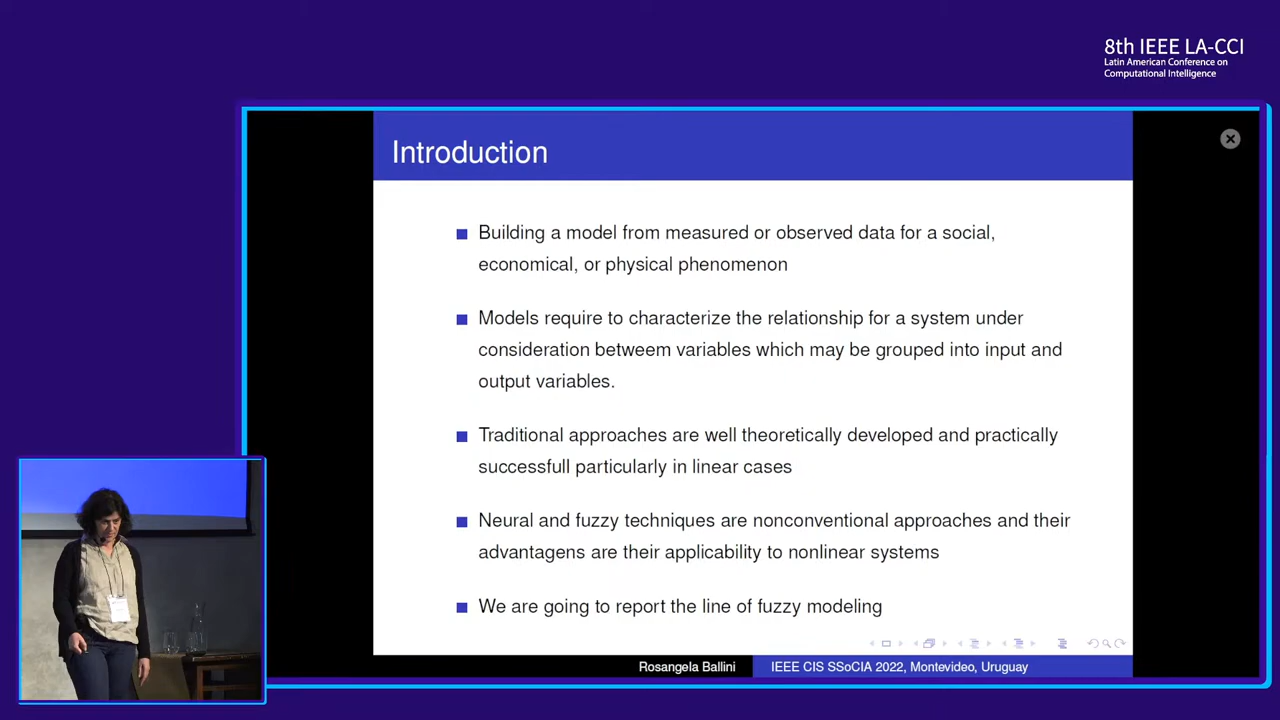 8th IEEE LA-CCI
Latin American Conference on
Computational Intelligence
Introduction
Building a model from measured or observed data for a social,
economical, or physical phenomenon
Models require to characterize the relationship for a system under
consideration betweem variables which may be grouped into input and
output variables.
Traditional approaches are well theoretically developed and practically
successfull particularly in linear cases
Neural and fuzzy techniques are nonconventional approaches and their
advantagens are their applicability to nonlinear systems
We are going to report the line of fuzzy modeling
Rosangela Ballini
IEEE CIS SSoCIA 2022, Montevideo, Uruguay